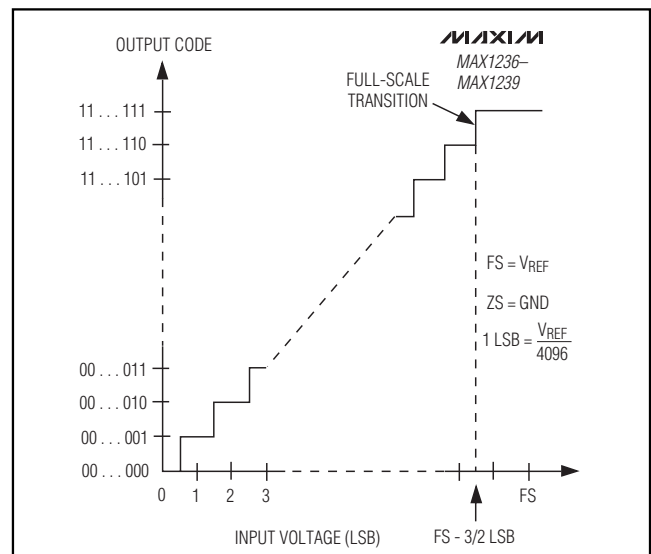 OUTPUT CODE
MAXIM
MAX1236–
MAX1239
FULL-SCALE
TRANSITION
11 . . . 111
11 . . . 110
11 . . . 101
FS = VREF
ZS = GND
1 LSB = VREF
4096
00 . . . 011
00 . . . 010
00 . . . 001
00 . . . 000
0 1 2 3 FS
INPUT VOLTAGE (LSB) FS - 3/2 LSB